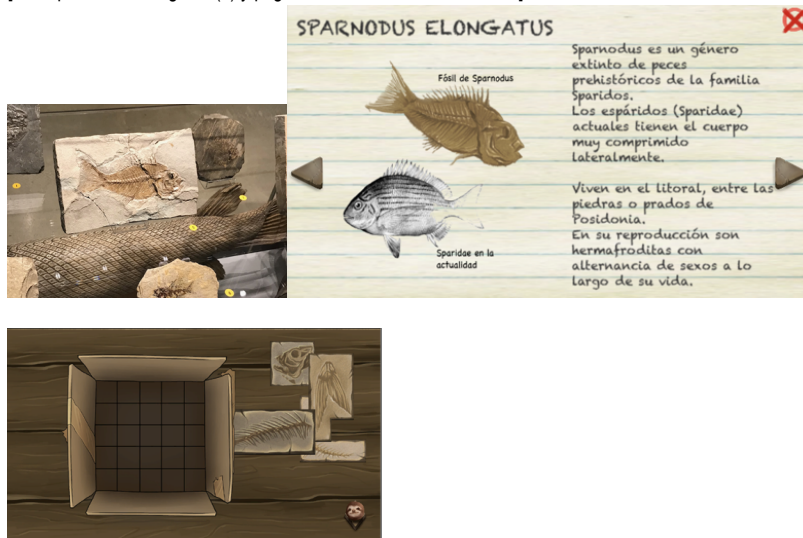 SPARNODUS ELONGATUS
Fósil de Sparnodus
Sparidae en la
actualidad
Sparnodus es un género
extinto de peces
prehistóricos de la familia
Sparidos.
Los espáridos (Sparidae)
actuales tienen el cuerpo
muy comprimido
lateralmente.
Viven en el litoral, entre las
piedras o prados de
Posidonia.
En su reproducción son
hermafroditas con
alternancia de sexos a lo
largo de su vida.